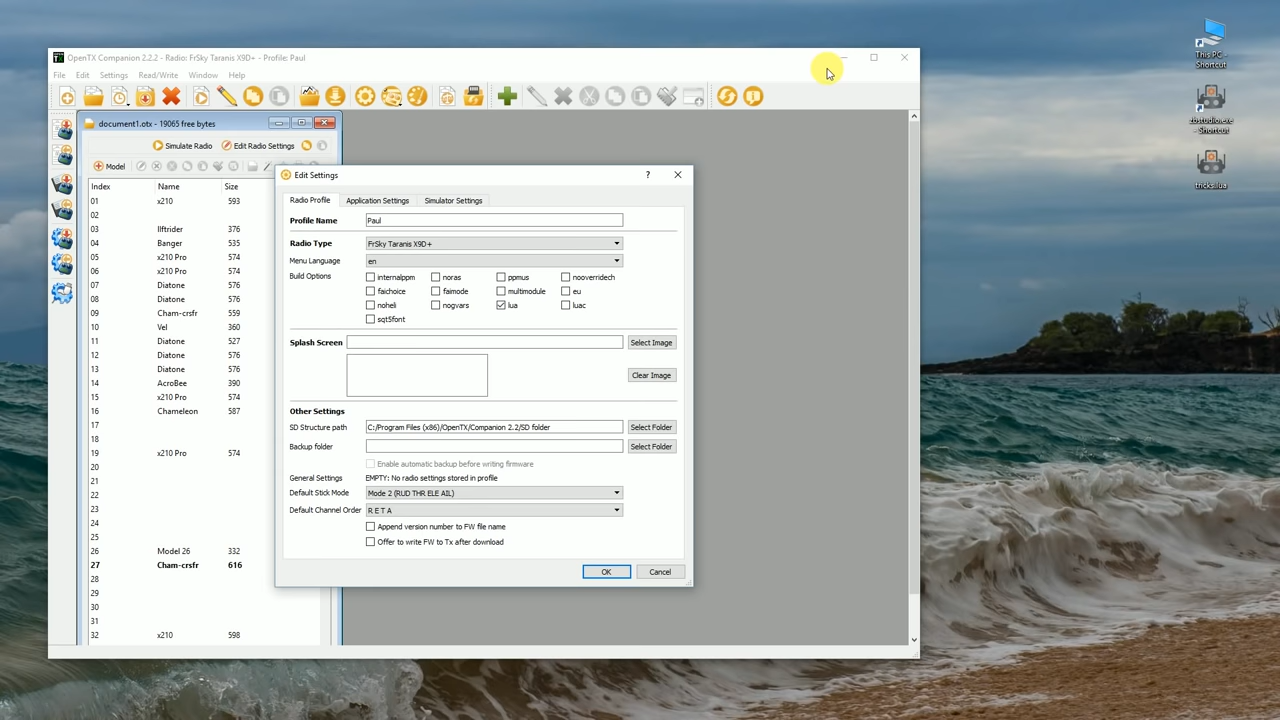 OpenTX Companion 2.2.2 - Radio: FrSky Taranis X9D+ - Profile: Paul
File Edit Settings Read/Write Window Help
document1.otx - 19065 free bytes
Simulate Radio Edit Radio Settings
Model
Index Name Size
01 x210 593
02
03 Ilftrider 376
04 Banger 535
05 x210 Pro 574
06 x210 Pro 574
07 Diatone 576
08 Diatone 576
09 Cham-crsfr 559
10 Vel 360
11 Diatone 527
12 Diatone 576
13 Diatone 576
14 AcroBee 390
15 x210 Pro 574
16 Chameleon 587
17
18
19 x210 Pro 574
20
21
22
23
24
25
26 Model 26 332
27 Cham-crsfr 616
28
29
30
31
32 x210 598
Edit Settings
Radio Profile Application Settings Simulator Settings
Profile Name Paul
Radio Type FrSky Taranis X9D+
Menu Language en
Build Options internalppm noras ppmus nooverridech
faichoice faimode multimodule eu
noheli nogvars lua luac
sqt5font
Splash Screen Select Image
Clear Image
Other Settings
SD Structure path C:/Program Files (x86)/OpenTX/Companion 2.2/SD folder Select Folder
Backup folder Select Folder
Enable automatic backup before writing firmware
General Settings EMPTY: No radio settings stored in profile
Default Stick Mode Mode 2 (RUD THR ELE AIL)
Default Channel Order R E T A
Append version number to FW file name
Offer to write FW to Tx after download
OK Cancel
This PC -
Shortcut
zbstudio.exe
- Shortcut
tricks.lua